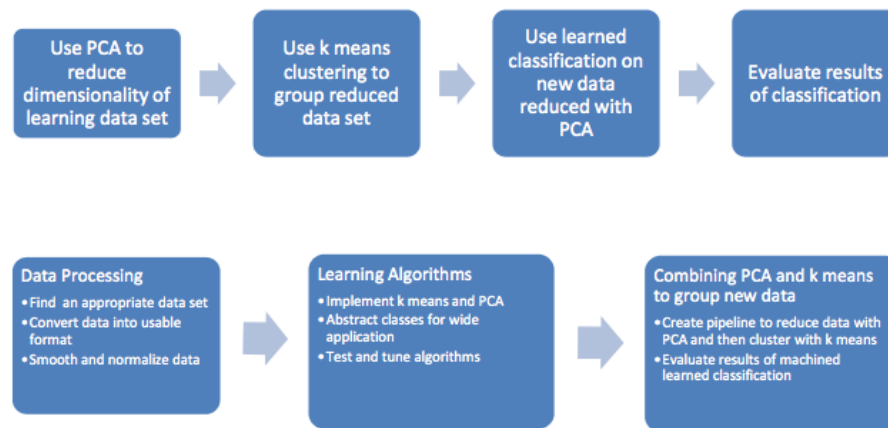 Use PCA to
reduce
dimensionality of
learning data set
Use k means
clustering to
group reduced
data set
Use learned
classification on
new data
reduced with
PCA
Evaluate results
of classification
Data Processing
•Find an appropriate data set
•Convert data into usable
format
•Smooth and normalize data
Learning Algorithms
•Implement k means and PCA
•Abstract classes for wide
application
•Test and tune algorithms
Combining PCA and k means
to group new data
•Create pipeline to reduce data with
PCA and then cluster with k means
•Evaluate results of machined
learned classification